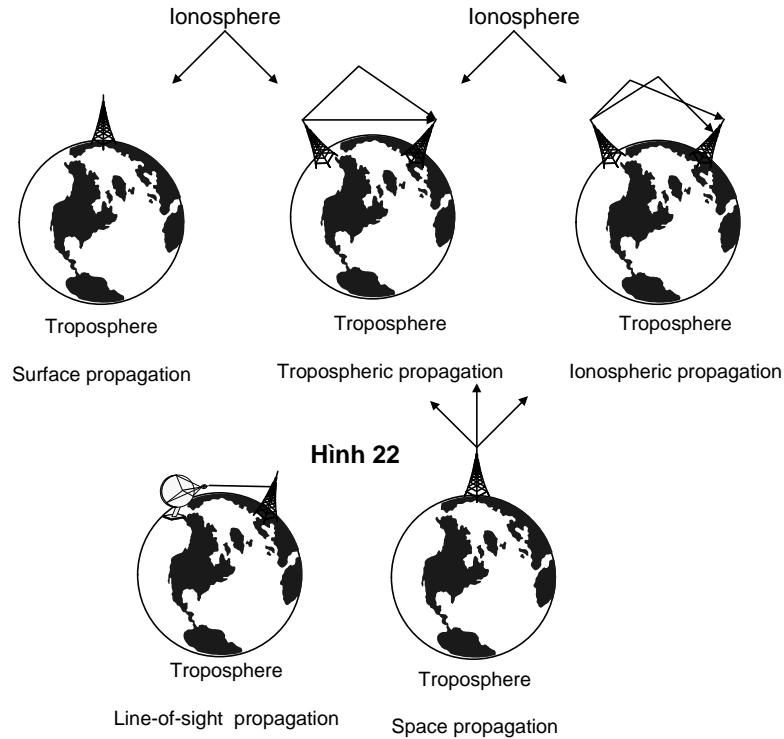 Ionosphere
Ionosphere
Troposphere
Troposphere
Troposphere
Surface propagation
Tropospheric propagation
Ionospheric propagation
Hình 22
Troposphere
Troposphere
Line-of-sight propagation
Space propagation